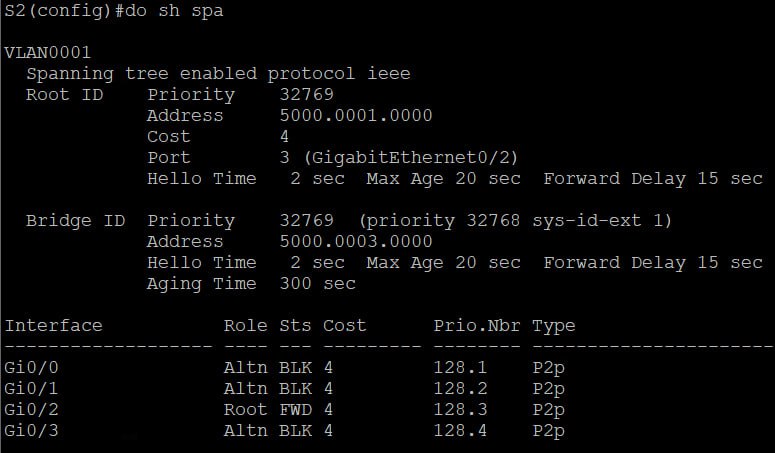 S2(config)#do sh spa
VLAN0001
Spanning tree enabled protocol ieee
Root ID Priority 32769
Address 5000.0001.0000
Cost 4
Port 3 (GigabitEthernet0/2)
Hello Time 2 sec Max Age 20 sec Forward Delay 15 sec
Bridge ID Priority 32769 (priority 32768 sys-id-ext 1)
Address 5000.0003.0000
Hello Time 2 sec Max Age 20 sec Forward Delay 15 sec
Aging Time 300 sec
Interface Role Sts Cost Prio.Nbr Type
------------------- ---- --- --------- -------- ----------------------
Gi0/0 Altn BLK 4 128.1 P2p
Gi0/1 Altn BLK 4 128.2 P2p
Gi0/2 Root FWD 4 128.3 P2p
Gi0/3 Altn BLK 4 128.4 P2p